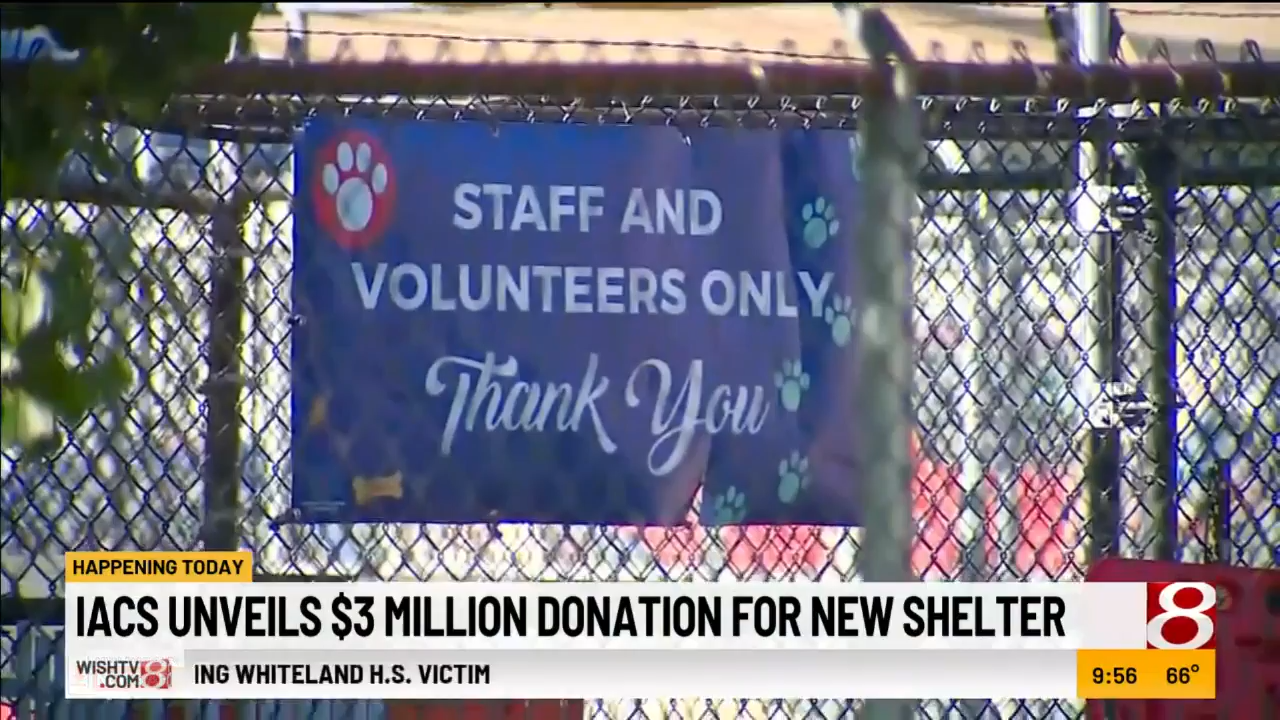 STAFF AND
VOLUNTEERS ONLY
Thank You
HAPPENING TODAY
IACS UNVEILS $3 MILLION DONATION FOR NEW SHELTER
8
WISHTV
.COM 8
ING WHITELAND H.S. VICTIM
9:56 66°